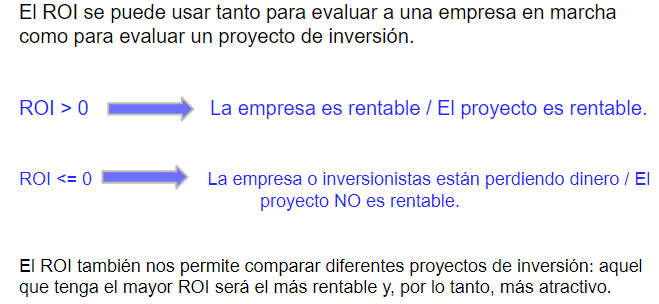 El ROI se puede usar tanto para evaluar a una empresa en marcha
como para evaluar un proyecto de inversión.
ROI > 0 La empresa es rentable / El proyecto es rentable.
ROI <= 0 La empresa o inversionistas están perdiendo dinero / El
proyecto NO es rentable.
El ROI también nos permite comparar diferentes proyectos de inversión: aquel
que tenga el mayor ROI será el más rentable y, por lo tanto, más atractivo.